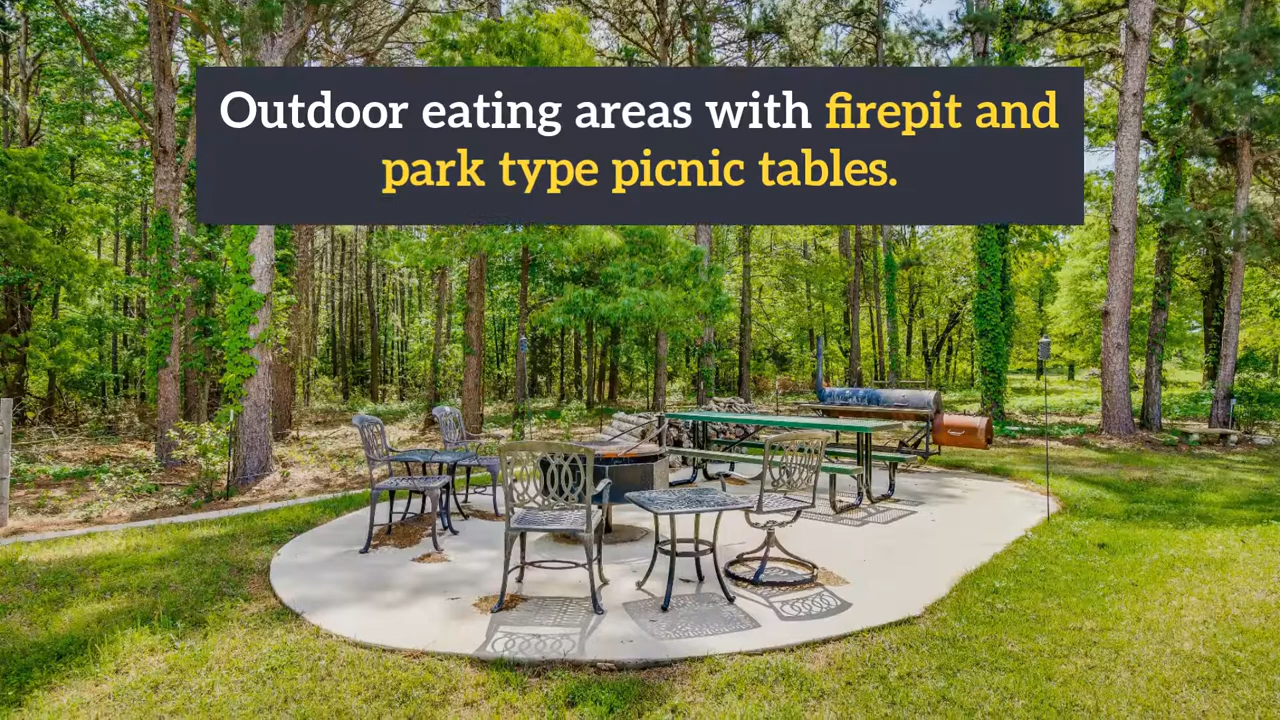 Outdoor eating areas with firepit and
park type picnic tables.